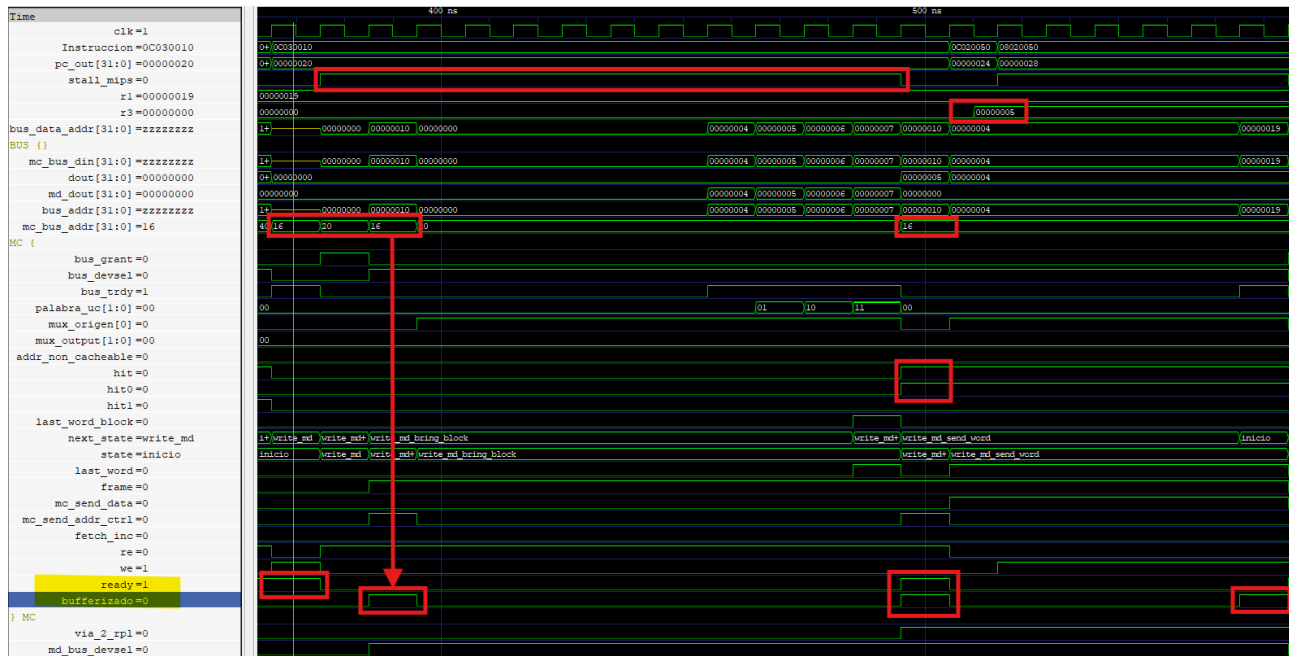 Time 400 ns 500 ns
clk=1
Instruccion=0C030010 0+ 0C030010 0C020050 08020050
pc_out[31:0]=00000020 0+ 00000020 00000024 00000028
stall_mips=0
r1=00000019 00000019
r3=00000000 00000000 00000005
bus_data_addr[31:0]=zzzzzzzz 1+ 00000000 00000010 00000000 00000004 00000005 00000006 00000007 00000010 00000004 00000019
BUS {}
mc_bus_din[31:0]=zzzzzzzz 1+ 00000000 00000010 00000000 00000004 00000005 00000006 00000007 00000010 00000004 00000019
dout[31:0]=00000000 0+ 00000000 00000005 00000004
md_dout[31:0]=00000000 00000000 00000004 00000005 00000006 00000007 00000000
bus_addr[31:0]=zzzzzzzz 1+ 00000000 00000010 00000000 00000004 00000005 00000006 00000007 00000010 00000004 00000019
mc_bus_addr[31:0]=16 16 20 16 16
MC {
bus_grant=0
bus_devsel=0
bus_trdy=1
palabra_uc[1:0]=00 00 01 10 11 00
mux_origen[0]=0
mux_output[1:0]=00 00
addr_non_cacheable=0
hit=0
hit0=0
hit1=0
last_word_block=0
next_state=write_md i+ write_md write_md+ write_md_bring_block write_md+ write_md_send_word inicio
state=inicio inicio write_md write_md+ write_md_bring_block write_md+ write_md_send_word
last_word=0
frame=0
mc_send_data=0
mc_send_addr_ctrl=0
fetch_inc=0
re=0
we=1
ready=1
bufferizado=0
} MC
via_2_rpl=0
md_bus_devsel=0